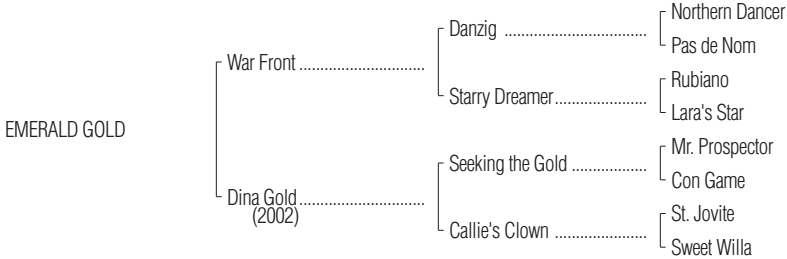 Northern Dancer
Danzig ................................
Pas de Nom
War Front ............................
Rubiano
Starry Dreamer.....................
Lara's Star
EMERALD GOLD
Mr. Prospector
Seeking the Gold .................
Con Game
Dina Gold............................
(2002)
St. Jovite
Callie's Clown .....................
Sweet Willa